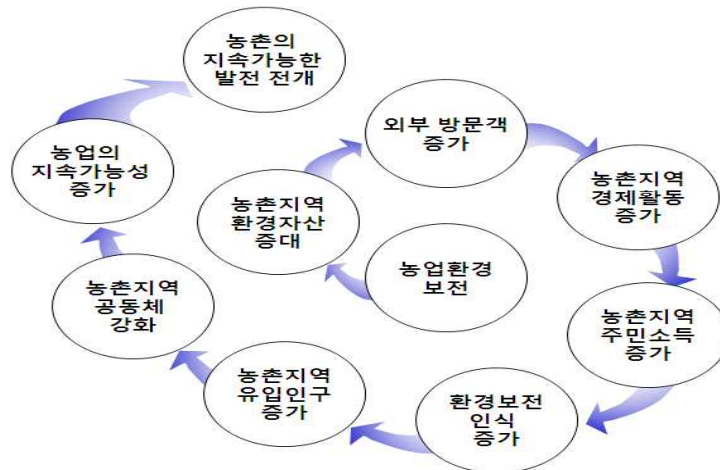 농촌의
지속가능한
발전 전개
외부 방문객
증가
농업의
지속가능성
증가
농촌지역
경제활동
증가
농촌지역
환경자산
증대
농업환경
보전
농촌지역
공동체
강화
농촌지역
주민소득
증가
농촌지역
유입인구
증가
환경보전
인식
증가